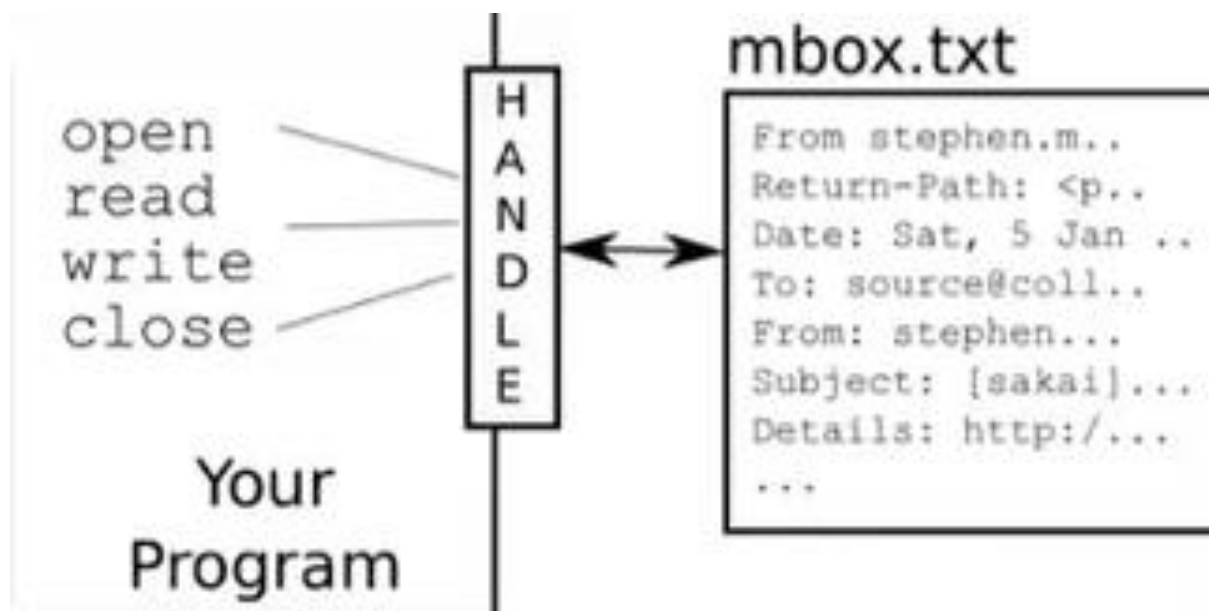 open
read
write
close
Your
Program
HANDLE
mbox.txt
From stephen.m..
Return-Path: <p..
Date: Sat, 5 Jan ..
To: source@coll..
From: stephen...
Subject: [sakai]...
Details: http:/...
...